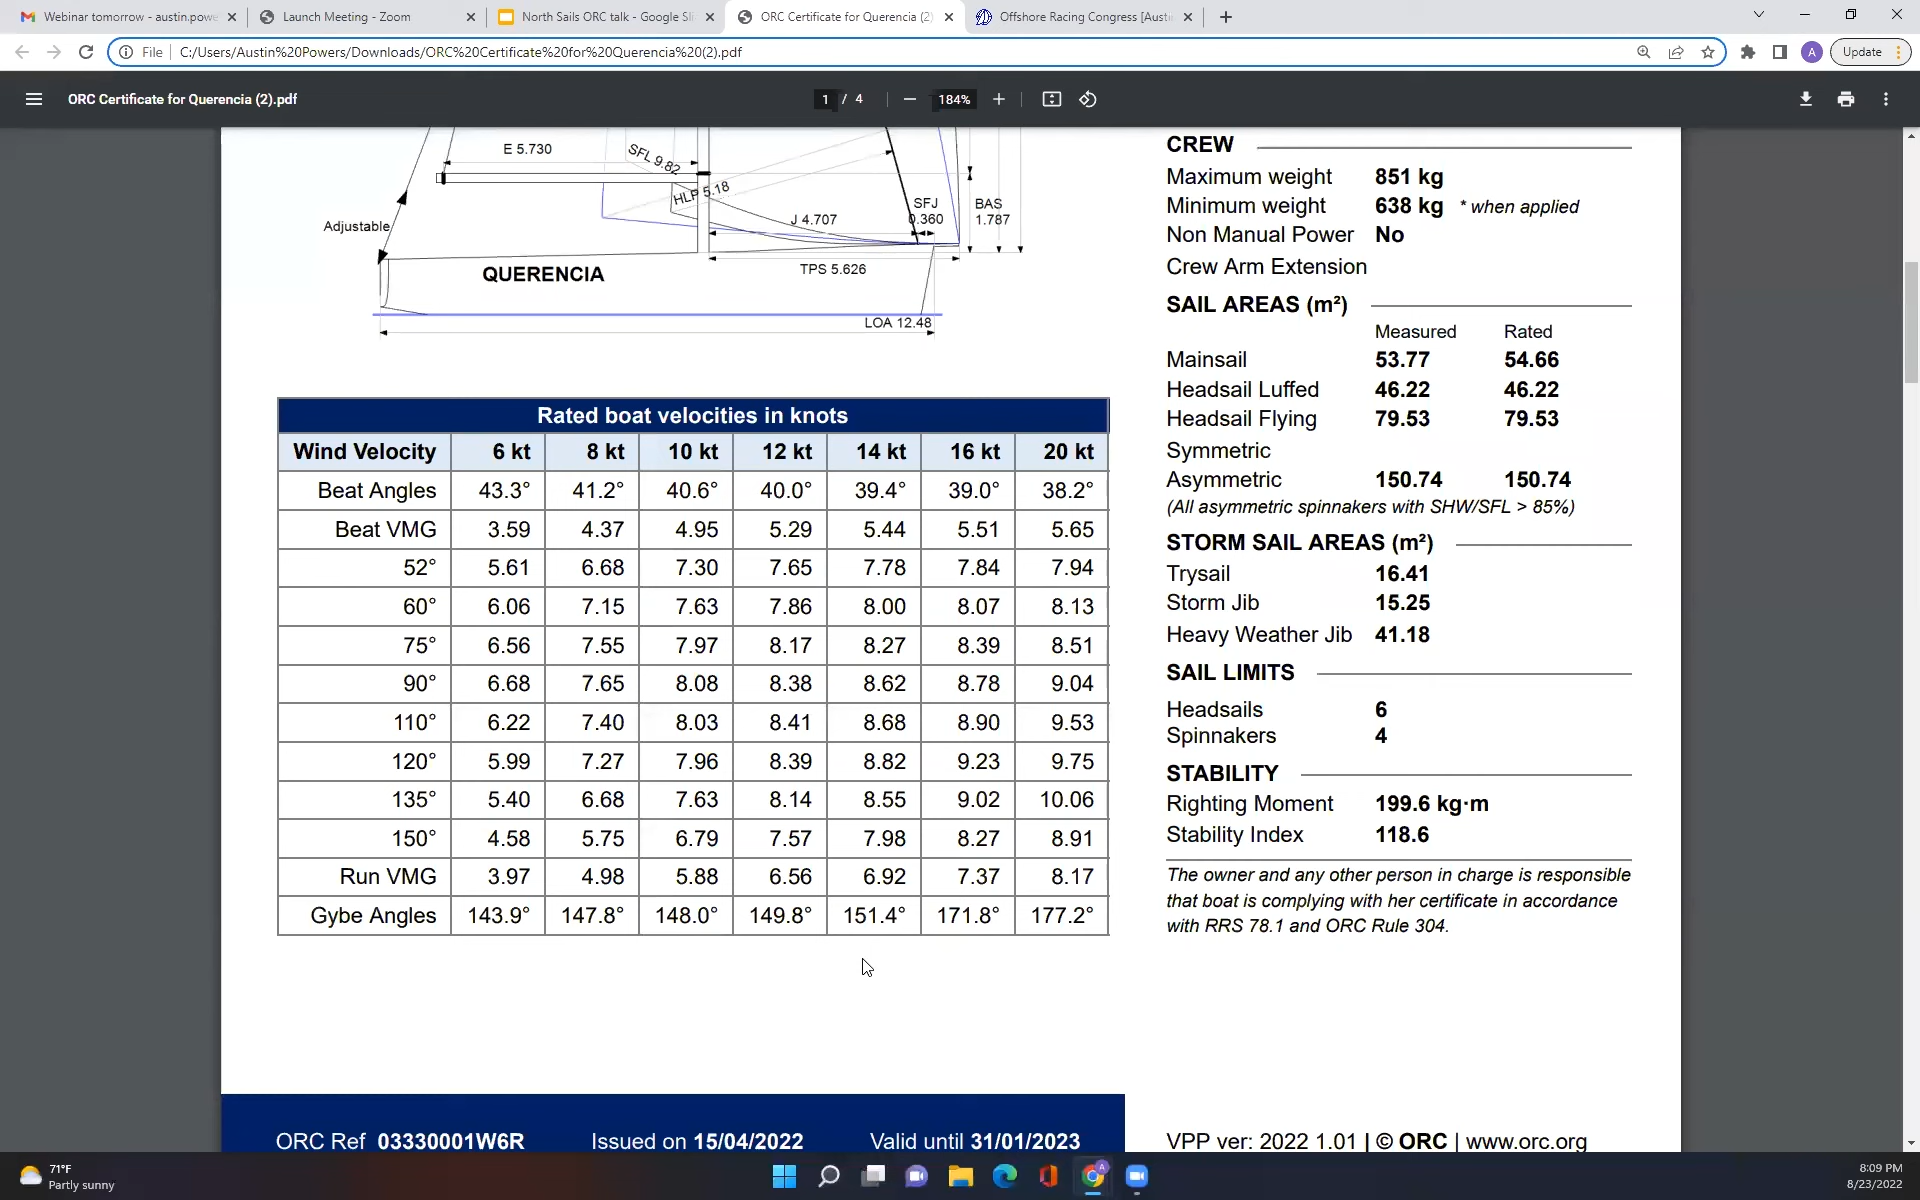 Webinar tomorrow - austin.powe
Launch Meeting - Zoom
North Sails ORC talk - Google Sli
ORC Certificate for Querencia (2)
Offshore Racing Congress [Austi
File
C:/Users/Austin%20Powers/Downloads/ORC%20Certificate%20for%20Querencia%20(2).pdf
A
Update
ORC Certificate for Querencia (2).pdf
1 / 4
184%
E 5.730
SFL 9.82
HLP 5.18
J 4.707
SFJ
0.360
BAS
1.787
Adjustable
QUERENCIA
TPS 5.626
LOA 12.48
Rated boat velocities in knots
Wind Velocity 6 kt 8 kt 10 kt 12 kt 14 kt 16 kt 20 kt
Beat Angles 43.3° 41.2° 40.6° 40.0° 39.4° 39.0° 38.2°
Beat VMG 3.59 4.37 4.95 5.29 5.44 5.51 5.65
52° 5.61 6.68 7.30 7.65 7.78 7.84 7.94
60° 6.06 7.15 7.63 7.86 8.00 8.07 8.13
75° 6.56 7.55 7.97 8.17 8.27 8.39 8.51
90° 6.68 7.65 8.08 8.38 8.62 8.78 9.04
110° 6.22 7.40 8.03 8.41 8.68 8.90 9.53
120° 5.99 7.27 7.96 8.39 8.82 9.23 9.75
135° 5.40 6.68 7.63 8.14 8.55 9.02 10.06
150° 4.58 5.75 6.79 7.57 7.98 8.27 8.91
Run VMG 3.97 4.98 5.88 6.56 6.92 7.37 8.17
Gybe Angles 143.9° 147.8° 148.0° 149.8° 151.4° 171.8° 177.2°
CREW
Maximum weight 851 kg
Minimum weight 638 kg * when applied
Non Manual Power No
Crew Arm Extension
SAIL AREAS (m²)
Measured Rated
Mainsail 53.77 54.66
Headsail Luffed 46.22 46.22
Headsail Flying 79.53 79.53
Symmetric
Asymmetric 150.74 150.74
(All asymmetric spinnakers with SHW/SFL > 85%)
STORM SAIL AREAS (m²)
Trysail 16.41
Storm Jib 15.25
Heavy Weather Jib 41.18
SAIL LIMITS
Headsails 6
Spinnakers 4
STABILITY
Righting Moment 199.6 kg·m
Stability Index 118.6
The owner and any other person in charge is responsible
that boat is complying with her certificate in accordance
with RRS 78.1 and ORC Rule 304.
ORC Ref 03330001W6R Issued on 15/04/2022 Valid until 31/01/2023
VPP ver: 2022 1.01 | © ORC | www.orc.org
71°F
Partly sunny
A
8:09 PM
8/23/2022